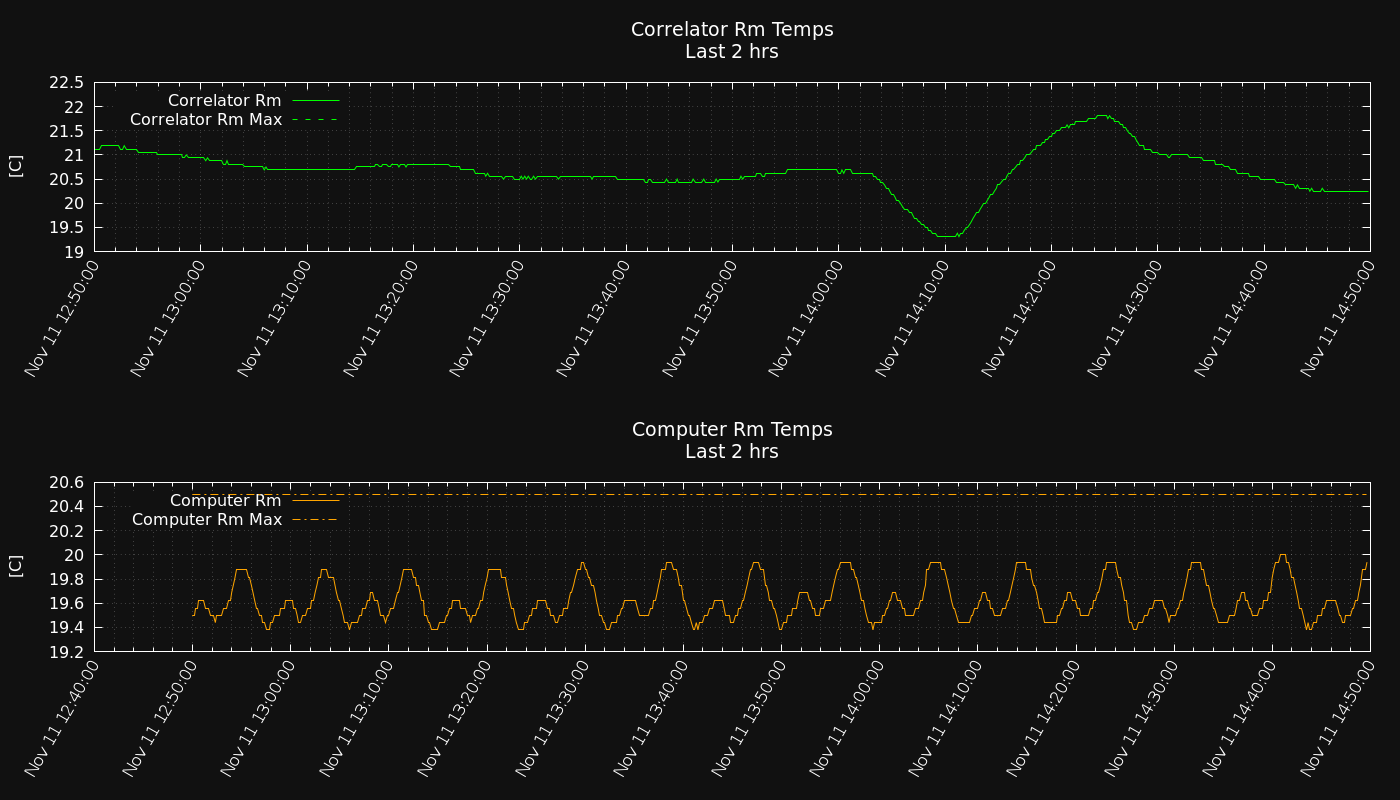 Correlator Rm Temps
Last 2 hrs
22.5
22
21.5
21
20.5
20
19.5
19
[C]
Correlator Rm
Correlator Rm Max
Nov 11 12:50:00
Nov 11 13:00:00
Nov 11 13:10:00
Nov 11 13:20:00
Nov 11 13:30:00
Nov 11 13:40:00
Nov 11 13:50:00
Nov 11 14:00:00
Nov 11 14:10:00
Nov 11 14:20:00
Nov 11 14:30:00
Nov 11 14:40:00
Nov 11 14:50:00
Computer Rm Temps
Last 2 hrs
20.6
20.4
20.2
20
19.8
19.6
19.4
19.2
[C]
Computer Rm
Computer Rm Max
Nov 11 12:40:00
Nov 11 12:50:00
Nov 11 13:00:00
Nov 11 13:10:00
Nov 11 13:20:00
Nov 11 13:30:00
Nov 11 13:40:00
Nov 11 13:50:00
Nov 11 14:00:00
Nov 11 14:10:00
Nov 11 14:20:00
Nov 11 14:30:00
Nov 11 14:40:00
Nov 11 14:50:00